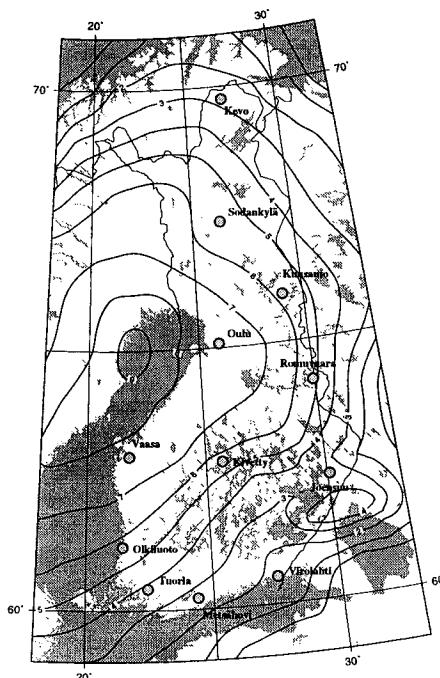 20°
30°
70°
70°
Kevo
Sodankylä
Kuusamo
Oulu
Romuvaara
Vaasa
Kivetty
Joensuu
Olkiluoto
Tuorla
Virolahti
Metsähovi
60°
60°
20°
30°